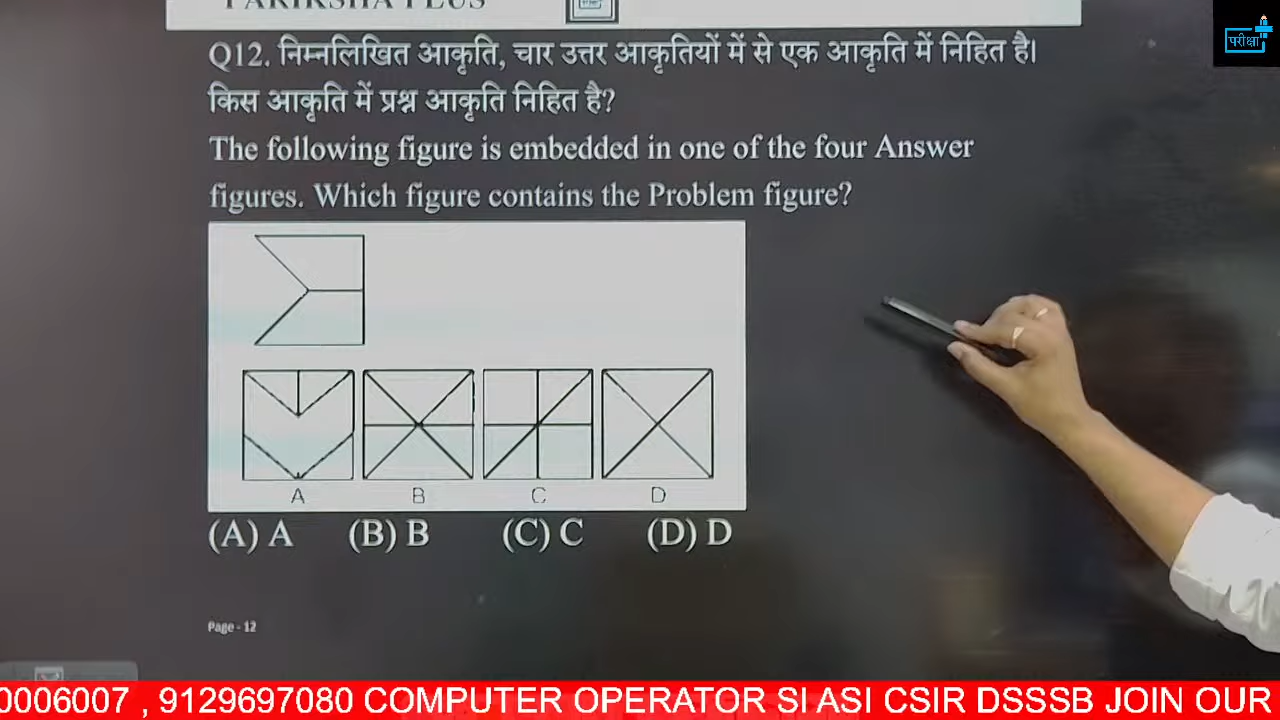 PARIKSHA PLUS
परीक्षा
Q12. निम्नलिखित आकृति, चार उत्तर आकृतियों में से एक आकृति में निहित है।
किस आकृति में प्रश्न आकृति निहित है?
The following figure is embedded in one of the four Answer
figures. Which figure contains the Problem figure?
A B C D
(A) A (B) B (C) C (D) D
Page - 12
0006007 , 9129697080 COMPUTER OPERATOR SI ASI CSIR DSSSB JOIN OUR